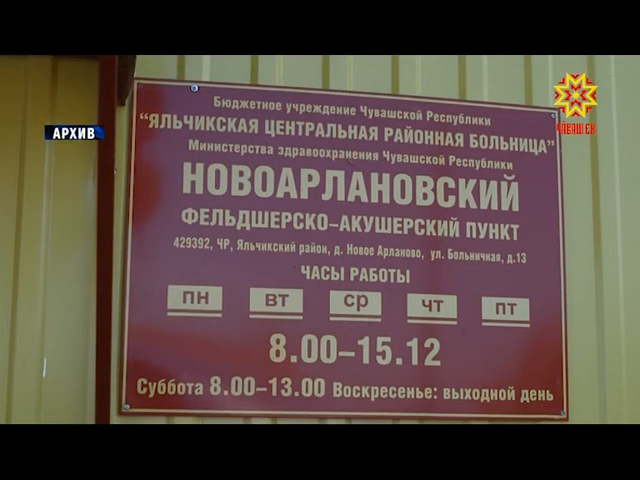 Бюджетное учреждение Чувашской Республики
"ЯЛЬЧИКСКАЯ ЦЕНТРАЛЬНАЯ РАЙОННАЯ БОЛЬНИЦА"
Министерства здравоохранения Чувашской Республики
НОВОАРЛАНОВСКИЙ
ФЕЛЬДШЕРСКО-АКУШЕРСКИЙ ПУНКТ
429392, ЧР, Яльчикский район, д. Новое Арланово, ул. Больничная, д.13
ЧАСЫ РАБОТЫ
ПН ВТ СР ЧТ ПТ
8.00-15.12
Суббота 8.00-13.00 Воскресенье: выходной день
АРХИВ
ЧӐВАШ ЕН